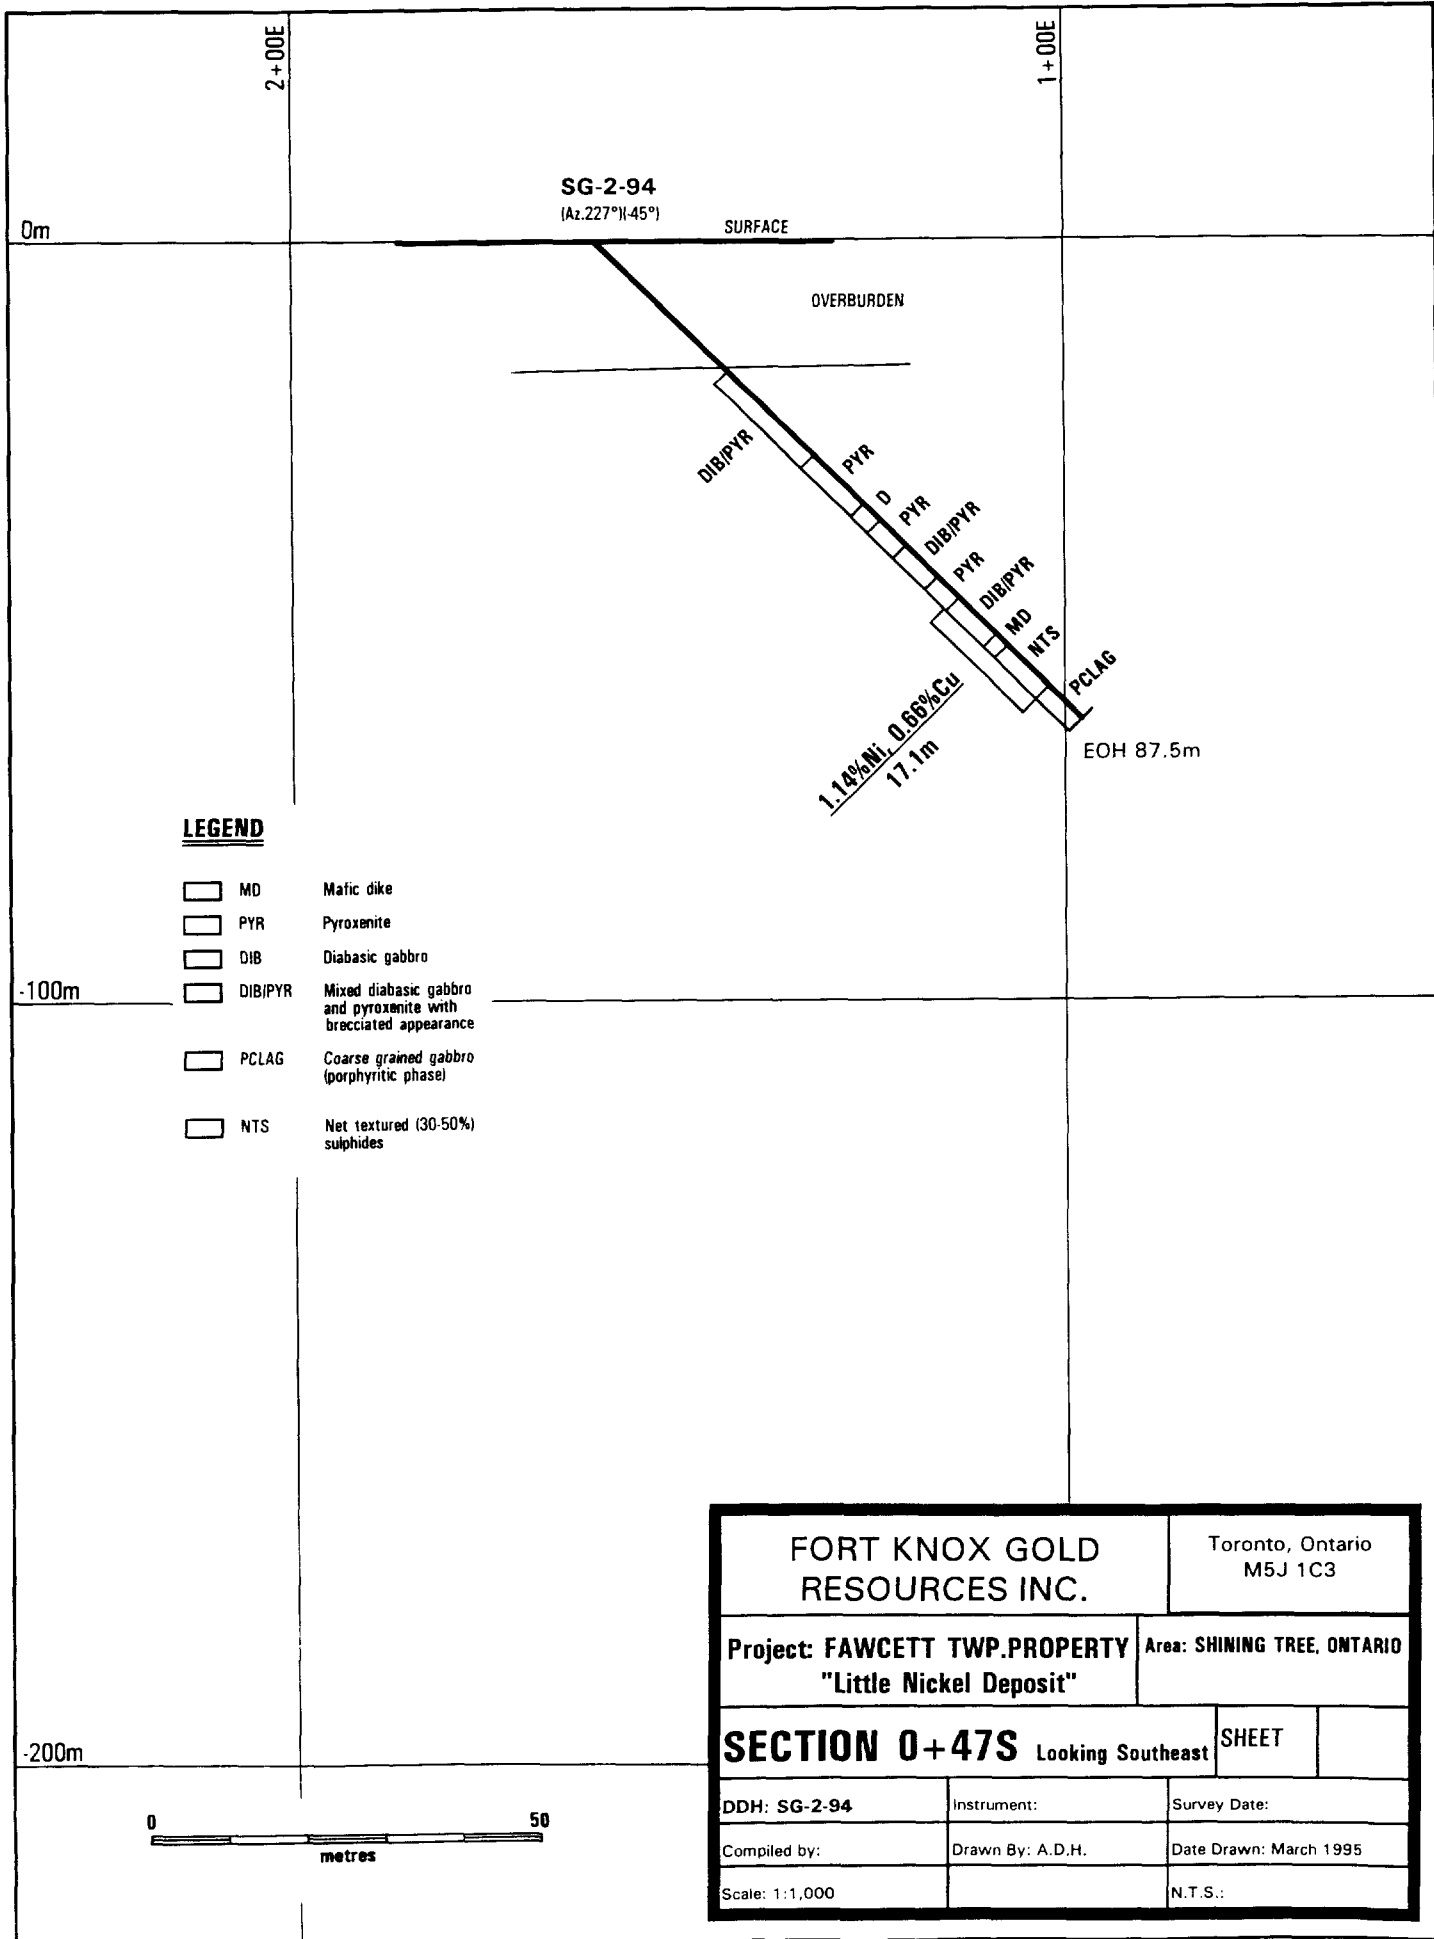 2+00E
1+00E
SG-2-94
(Az.227°)(-45°)
SURFACE
0m
OVERBURDEN
DIB/PYR
PYR
D
PYR
DIB/PYR
PYR
DIB/PYR
MD
NTS
PCLAG
1.14%Ni, 0.66%Cu
17.1m
EOH 87.5m
LEGEND
MD Mafic dike
PYR Pyroxenite
DIB Diabasic gabbro
DIB/PYR Mixed diabasic gabbro
and pyroxenite with
brecciated appearance
PCLAG Coarse grained gabbro
(porphyritic phase)
NTS Net textured (30-50%)
sulphides
-100m
-200m
0 50
metres
FORT KNOX GOLD
RESOURCES INC.
Toronto, Ontario
M5J 1C3
Project: FAWCETT TWP.PROPERTY
"Little Nickel Deposit"
Area: SHINING TREE, ONTARIO
SECTION 0+47S Looking Southeast
SHEET
DDH: SG-2-94
Instrument:
Survey Date:
Compiled by:
Drawn By: A.D.H.
Date Drawn: March 1995
Scale: 1:1,000
N.T.S.: